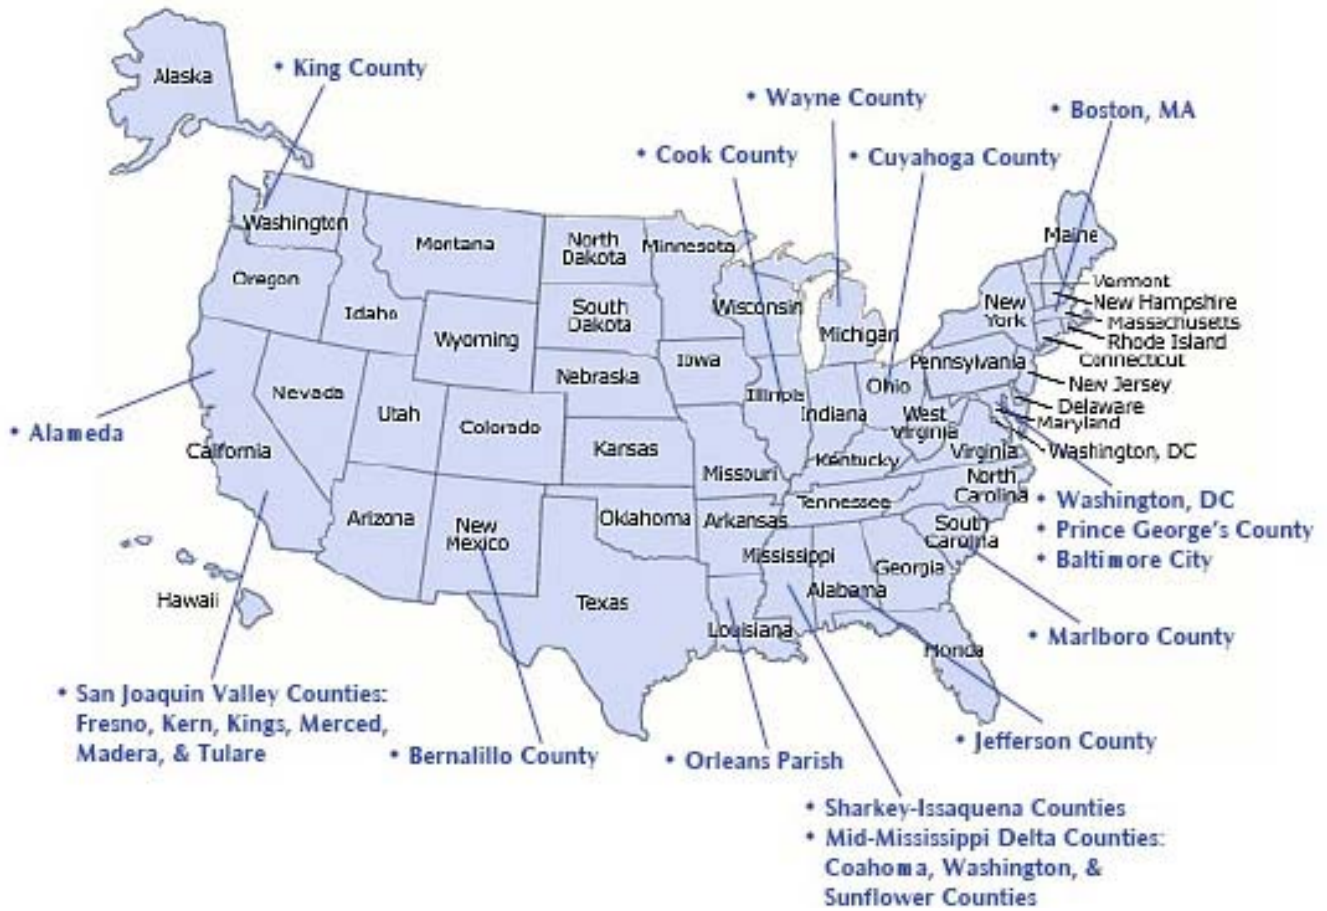 Alaska
• King County
• Wayne County
• Boston, MA
• Cook County
• Cuyahoga County
Washington
Montana
North
Dakota
Minnesota
Maine
Oregon
Idaho
Wyoming
South
Dakota
Wisconsin
Michigan
New
York
Vermont
New Hampshire
Massachusetts
Rhode Island
Connecticut
Pennsylvania
New Jersey
Delaware
Maryland
Washington, DC
Nevada
Utah
Colorado
Nebraska
Iowa
Illinois
Indiana
Ohio
West
Virginia
Virginia
• Alameda
California
Kansas
Missouri
Kentucky
North
Carolina
Tennessee
Arizona
New
Mexico
Oklahoma
Arkansas
South
Carolina
• Washington, DC
• Prince George's County
• Baltimore City
Mississippi
Alabama
Georgia
Hawaii
Texas
Louisiana
Florida
• Marlboro County
• San Joaquin Valley Counties:
Fresno, Kern, Kings, Merced,
Madera, & Tulare
• Bernalillo County
• Orleans Parish
• Jefferson County
• Sharkey-Issaquena Counties
• Mid-Mississippi Delta Counties:
Coahoma, Washington, &
Sunflower Counties